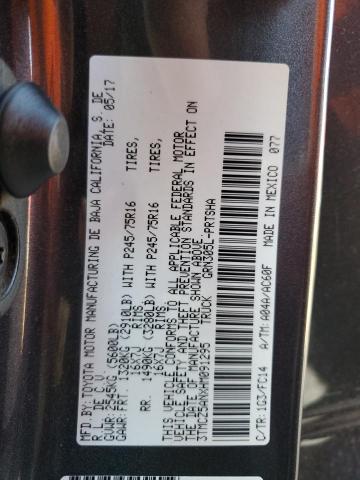 MFD. BY:TOYOTA MOTOR MANUFACTURING DE BAJA CALIFORNIA, S. DE
R. L. DE C. V. DATE: 05/17
GVWR: 2545KG (5600LB)
GAWR: FRT. 1320KG (2910LB) WITH P245/75R16 TIRES,
16X7J RIMS
RR. 1490KG (3280LB) WITH P245/75R16 TIRES,
16X7J RIMS.
THIS VEHICLE CONFORMS TO ALL APPLICABLE FEDERAL MOTOR
VEHICLE SAFETY AND THEFT PREVENTION STANDARDS IN EFFECT ON
THE DATE OF MANUFACTURE SHOWN ABOVE.
3TMCZ5ANXHM091295 TRUCK GRN305L-PRTSHA
C/TR: 1G3/FC14 A/TM: A04A/AC60F MADE IN MEXICO 077